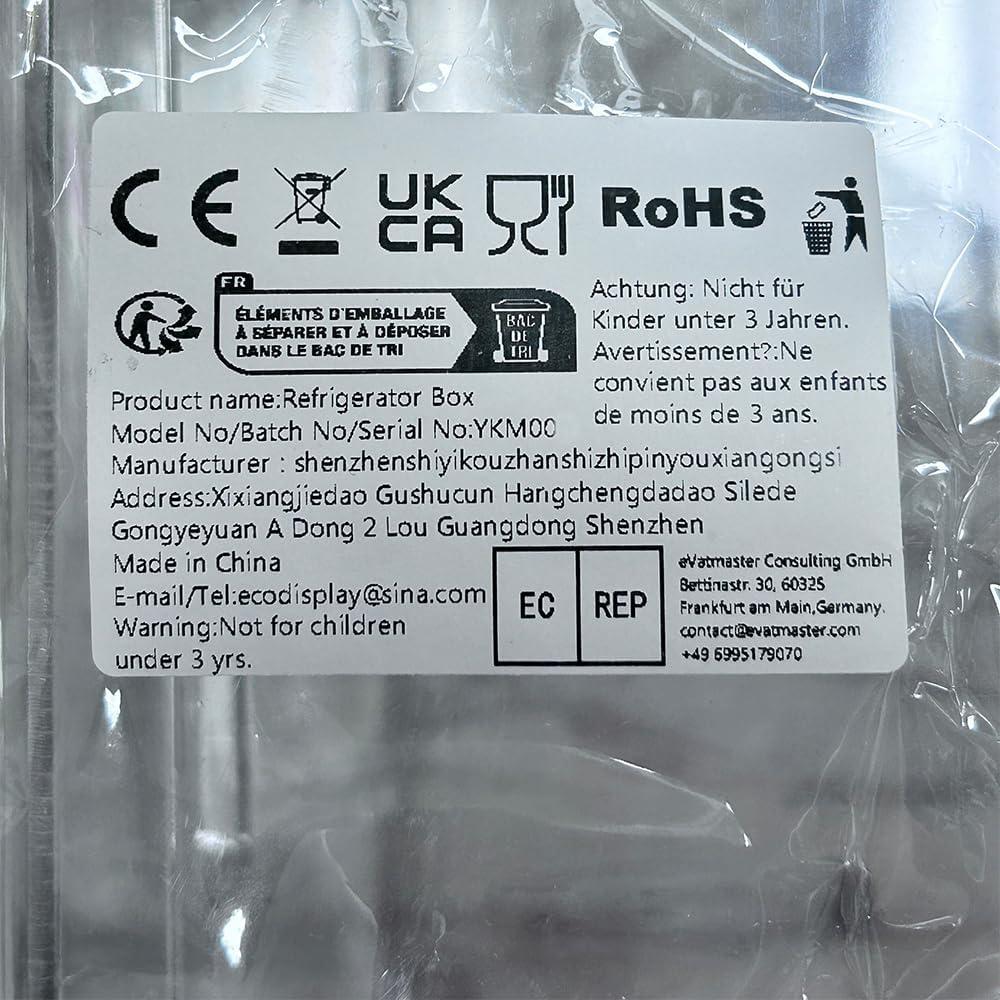 CE
UK
CA
RoHS
FR
ÉLÉMENTS D'EMBALLAGE
À SÉPARER ET À DÉPOSER
DANS LE BAC DE TRI
BAC
DE
TRI
Achtung: Nicht für
Kinder unter 3 Jahren.
Avertissement?:Ne
convient pas aux enfants
de moins de 3 ans.
Product name:Refrigerator Box
Model No/Batch No/Serial No:YKM00
Manufacturer : shenzhenshiyikouzhanshizhipinyouxiangongsi
Address:Xixiangjiedao Gushucun Hangchengdadao Silede
Gongyeyuan A Dong 2 Lou Guangdong Shenzhen
Made in China
E-mail/Tel:ecodisplay@sina.com
Warning:Not for children
under 3 yrs.
EC REP
eVatmaster Consulting GmbH
Bettinastr. 30, 60325
Frankfurt am Main,Germany.
contact@evatmaster.com
+49 6995179070